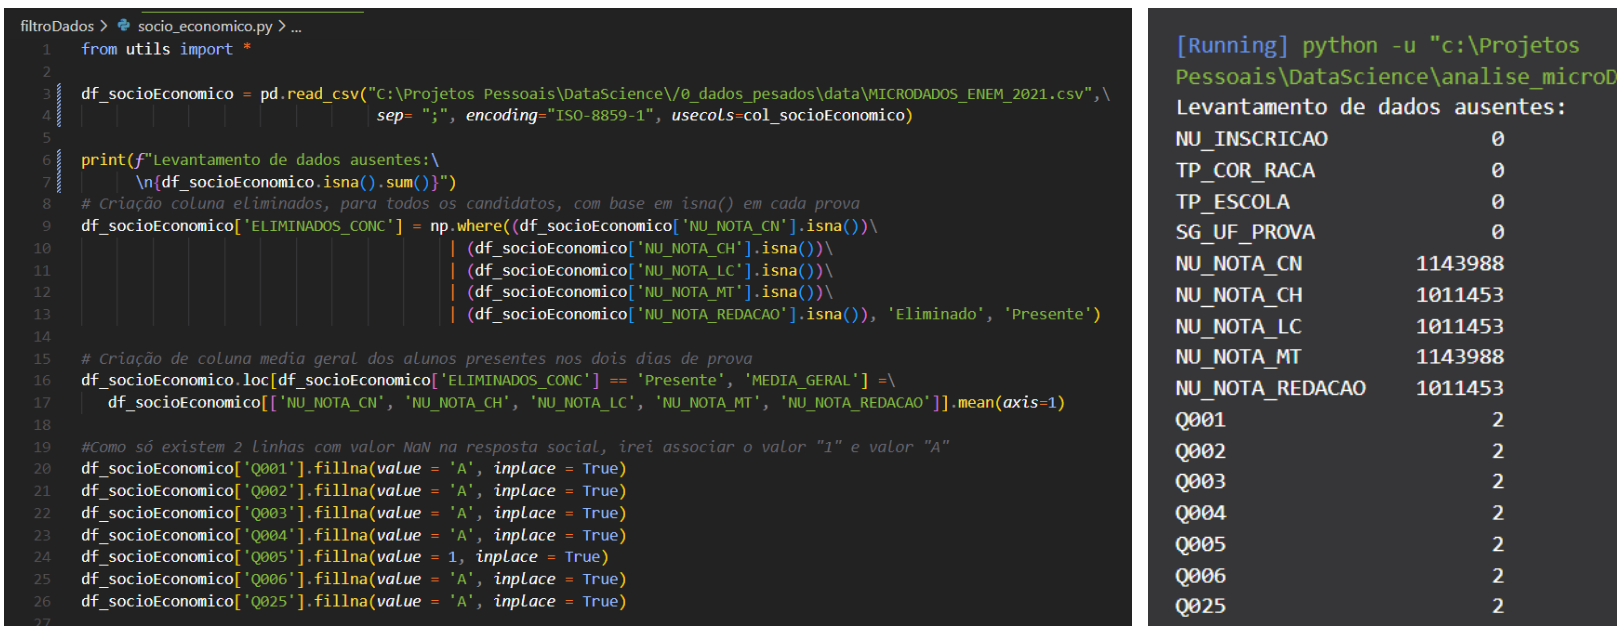 filtroDados > socio_economico.py > ...
1 from utils import *
2
3 df_socioEconomico = pd.read_csv("C:\Projetos Pessoais\DataScience\/0_dados_pesados\data\MICRODADOS_ENEM_2021.csv",\
4 sep= ";", encoding="ISO-8859-1", usecols=col_socioEconomico)
5
6 print(f"Levantamento de dados ausentes:\
7 \n{df_socioEconomico.isna().sum()}")
8 # Criação coluna eliminados, para todos os candidatos, com base em isna() em cada prova
9 df_socioEconomico['ELIMINADOS_CONC'] = np.where((df_socioEconomico['NU_NOTA_CN'].isna())\
10 | (df_socioEconomico['NU_NOTA_CH'].isna())\
11 | (df_socioEconomico['NU_NOTA_LC'].isna())\
12 | (df_socioEconomico['NU_NOTA_MT'].isna())\
13 | (df_socioEconomico['NU_NOTA_REDACAO'].isna()), 'Eliminado', 'Presente')
14
15 # Criação de coluna media geral dos alunos presentes nos dois dias de prova
16 df_socioEconomico.loc[df_socioEconomico['ELIMINADOS_CONC'] == 'Presente', 'MEDIA_GERAL'] =\
17 df_socioEconomico[['NU_NOTA_CN', 'NU_NOTA_CH', 'NU_NOTA_LC', 'NU_NOTA_MT', 'NU_NOTA_REDACAO']].mean(axis=1)
18
19 #Como só existem 2 linhas com valor NaN na resposta social, irei associar o valor "1" e valor "A"
20 df_socioEconomico['Q001'].fillna(value = 'A', inplace = True)
21 df_socioEconomico['Q002'].fillna(value = 'A', inplace = True)
22 df_socioEconomico['Q003'].fillna(value = 'A', inplace = True)
23 df_socioEconomico['Q004'].fillna(value = 'A', inplace = True)
24 df_socioEconomico['Q005'].fillna(value = 1, inplace = True)
25 df_socioEconomico['Q006'].fillna(value = 'A', inplace = True)
26 df_socioEconomico['Q025'].fillna(value = 'A', inplace = True)
27
[Running] python -u "c:\Projetos
Pessoais\DataScience\analise_microD
Levantamento de dados ausentes:
NU_INSCRICAO 0
TP_COR_RACA 0
TP_ESCOLA 0
SG_UF_PROVA 0
NU_NOTA_CN 1143988
NU_NOTA_CH 1011453
NU_NOTA_LC 1011453
NU_NOTA_MT 1143988
NU_NOTA_REDACAO 1011453
Q001 2
Q002 2
Q003 2
Q004 2
Q005 2
Q006 2
Q025 2